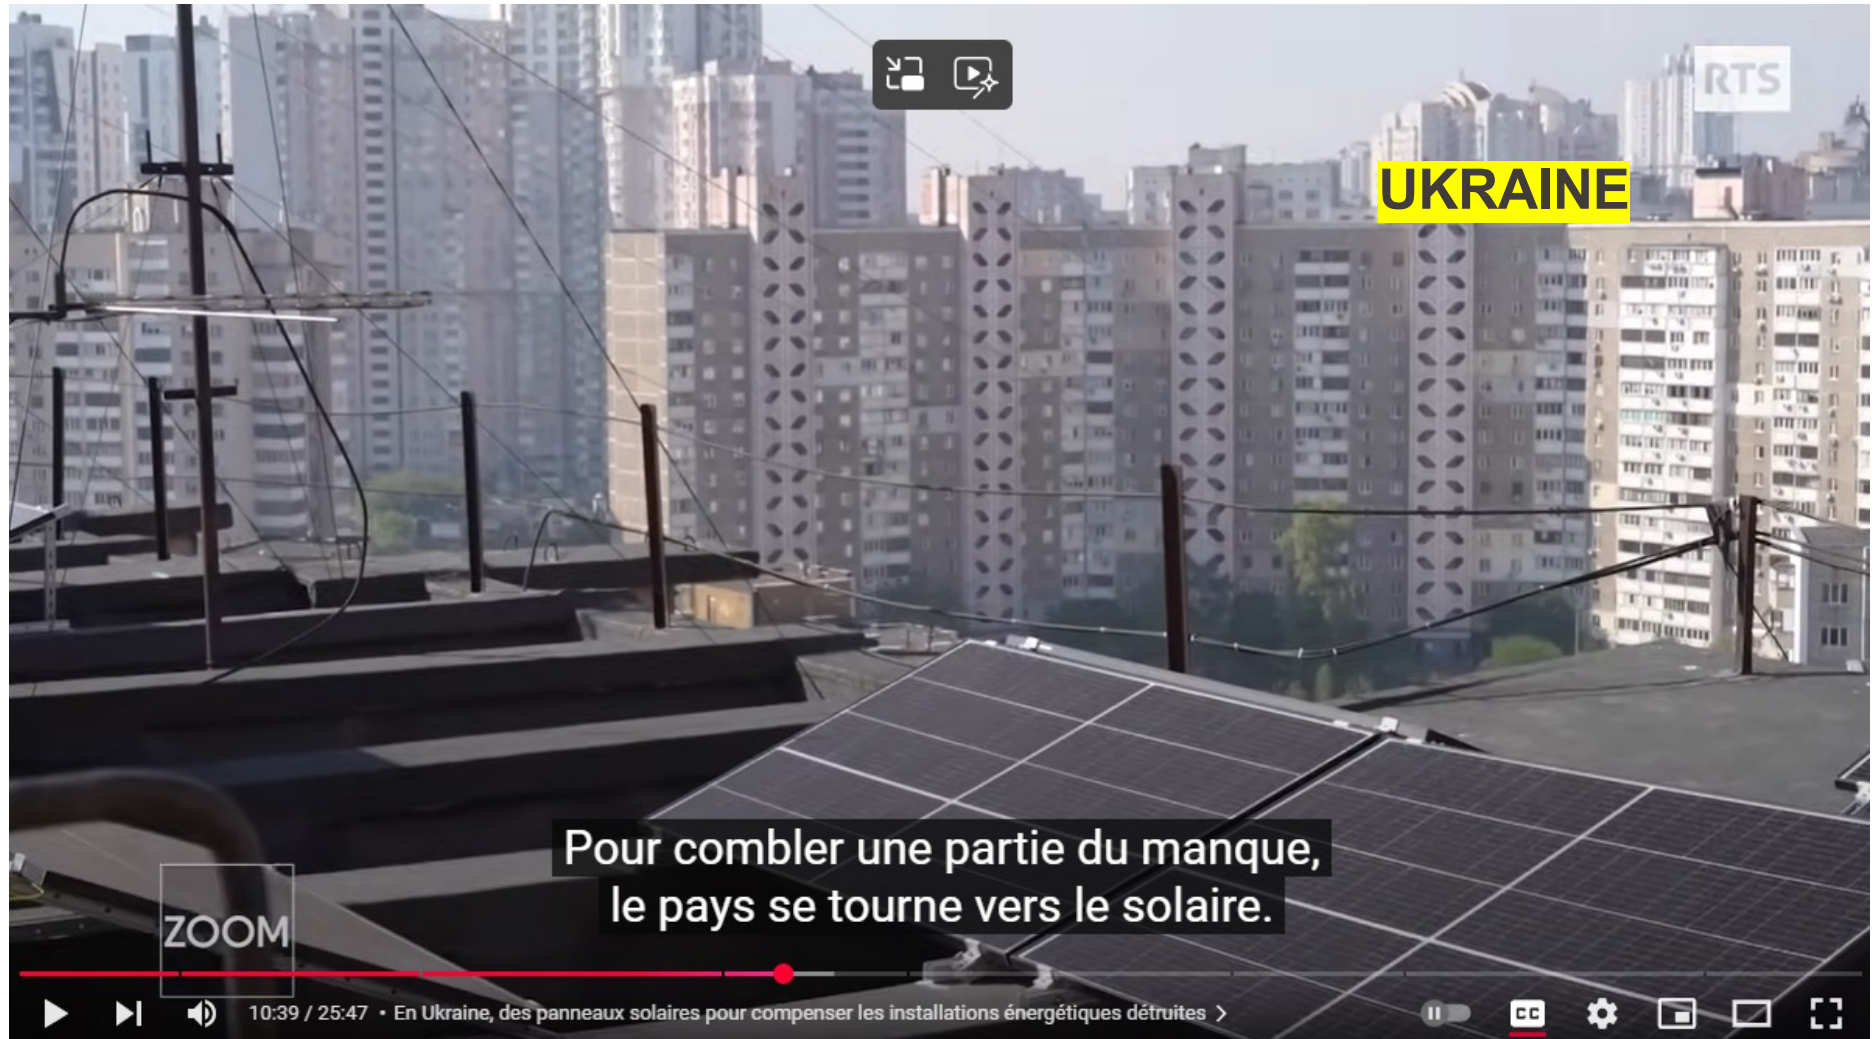 RTS
UKRAINE
Pour combler une partie du manque,
le pays se tourne vers le solaire.
ZOOM
10:39 / 25:47 • En Ukraine, des panneaux solaires pour compenser les installations énergétiques détruites >
CC